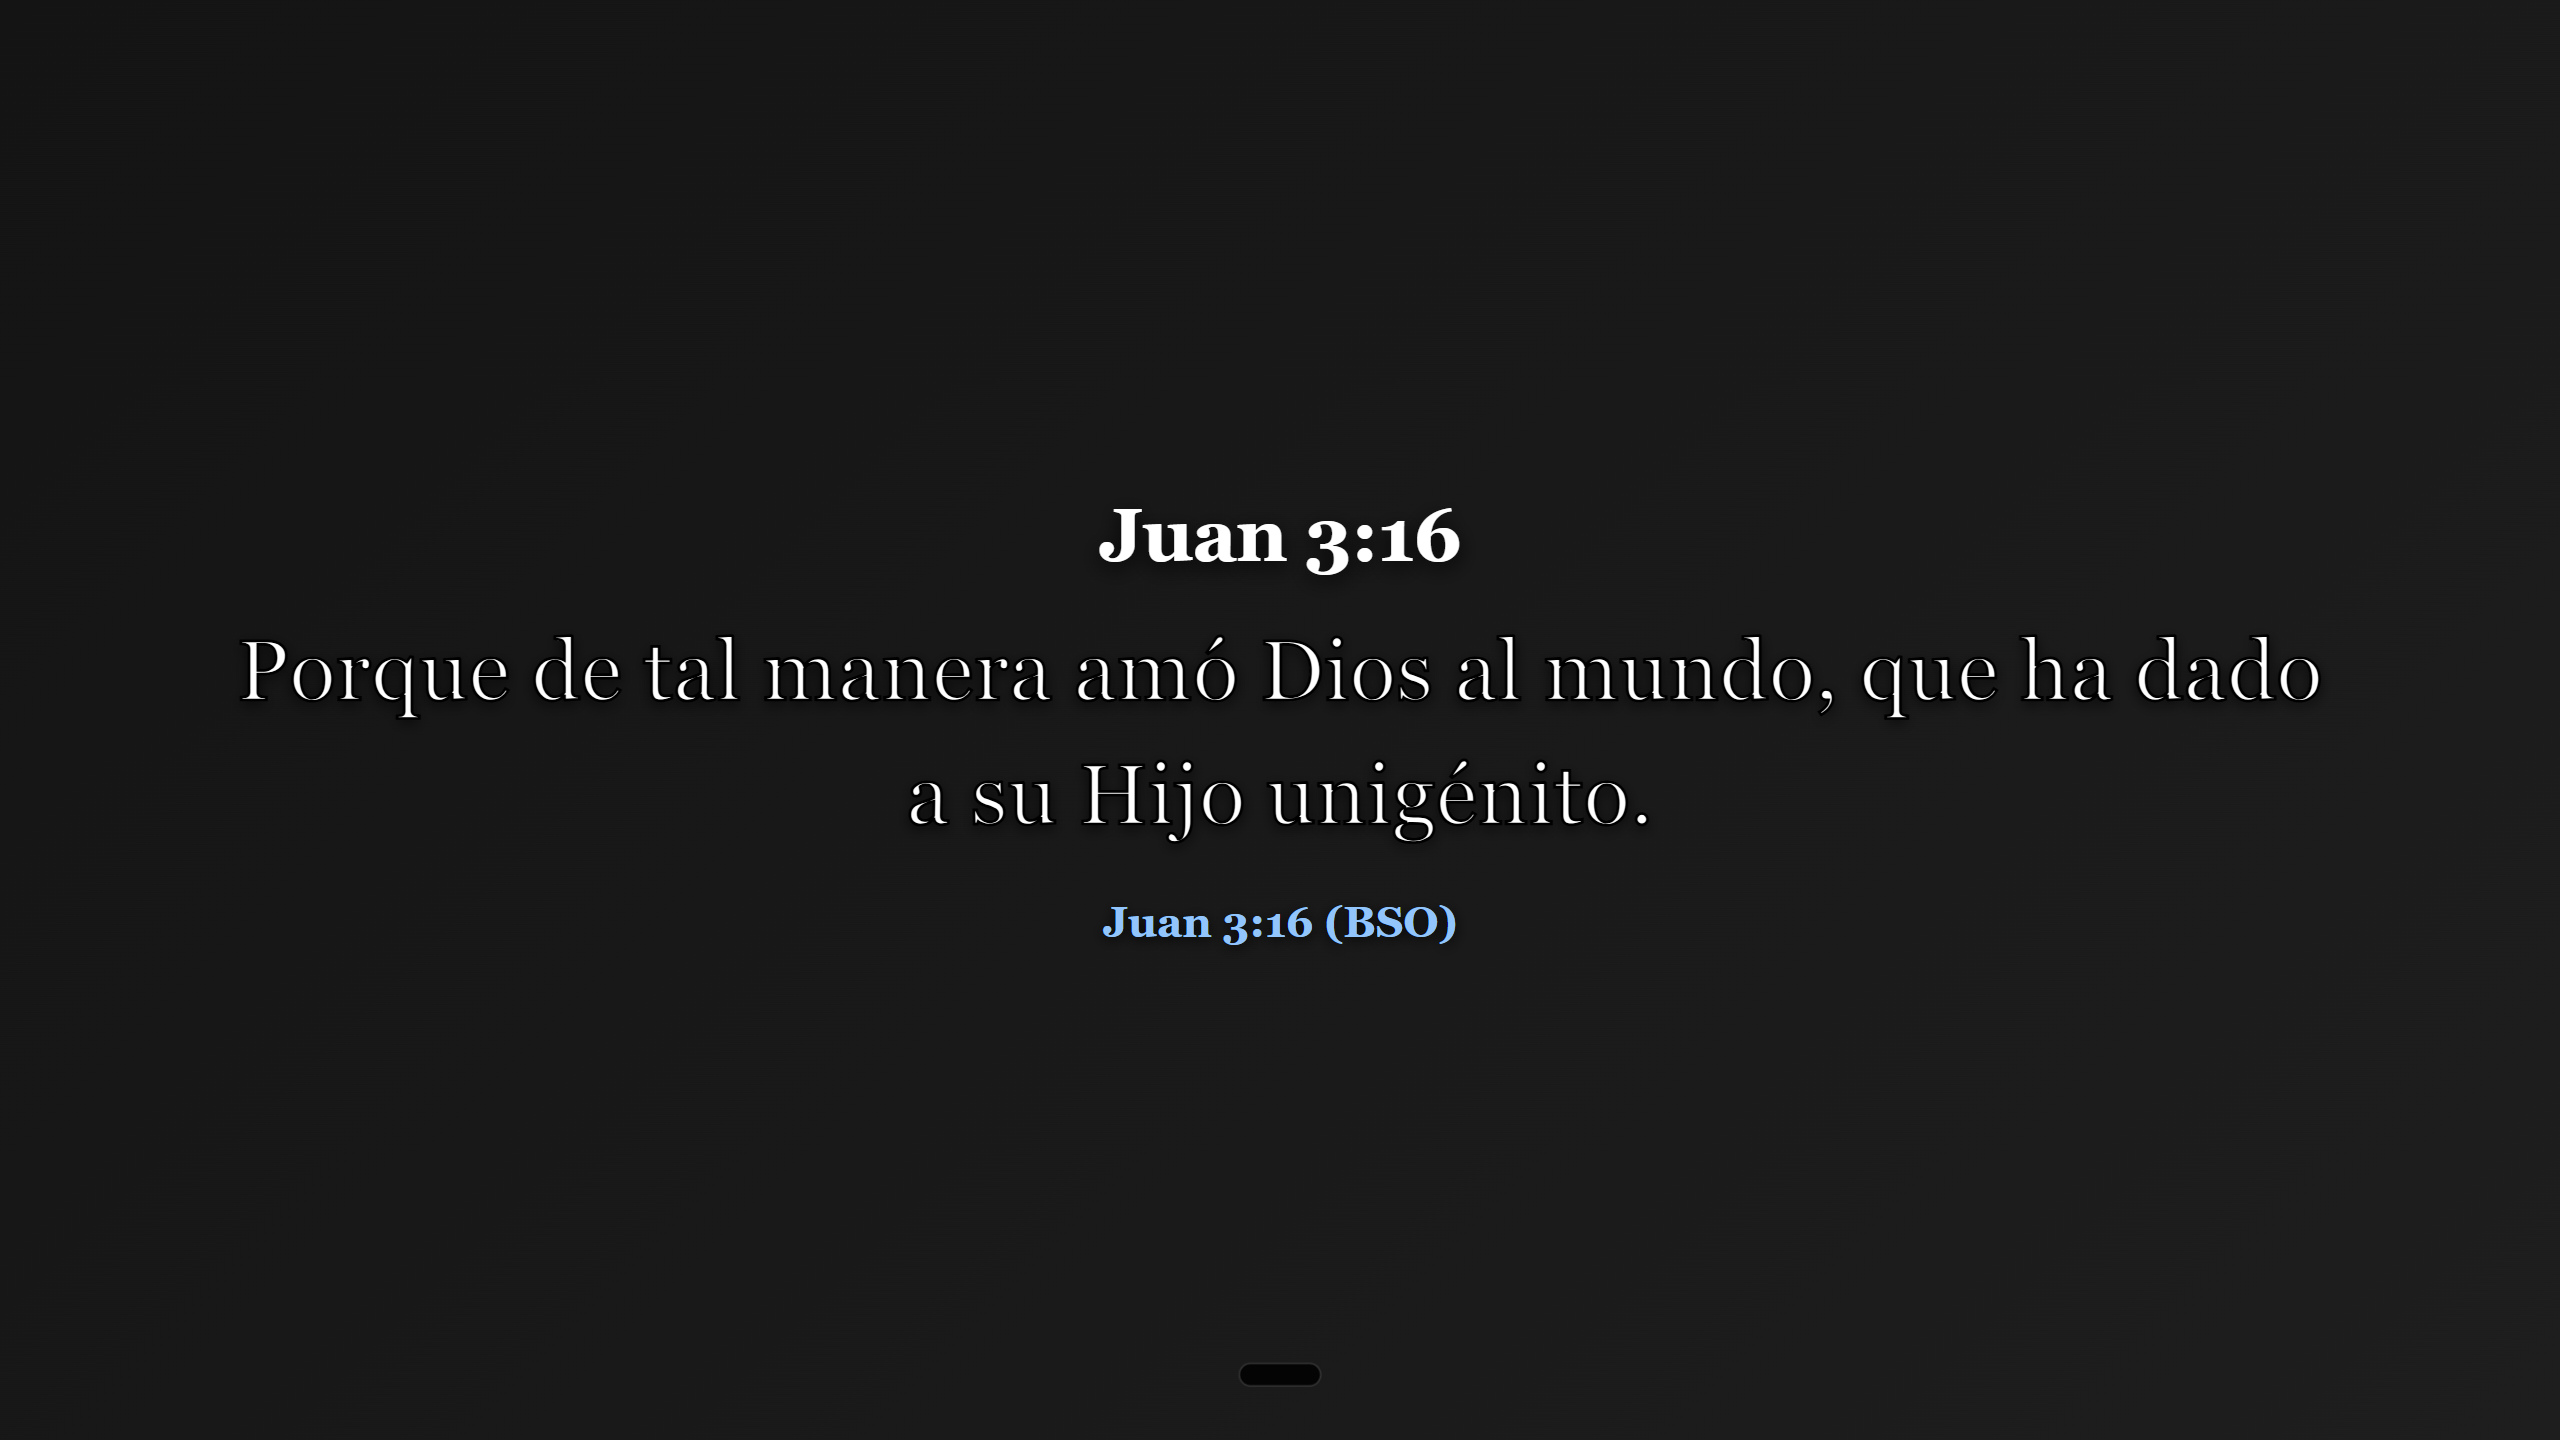 Juan 3:16
Porque de tal manera amó Dios al mundo, que ha dado
a su Hijo unigénito.
Juan 3:16 (BSO)